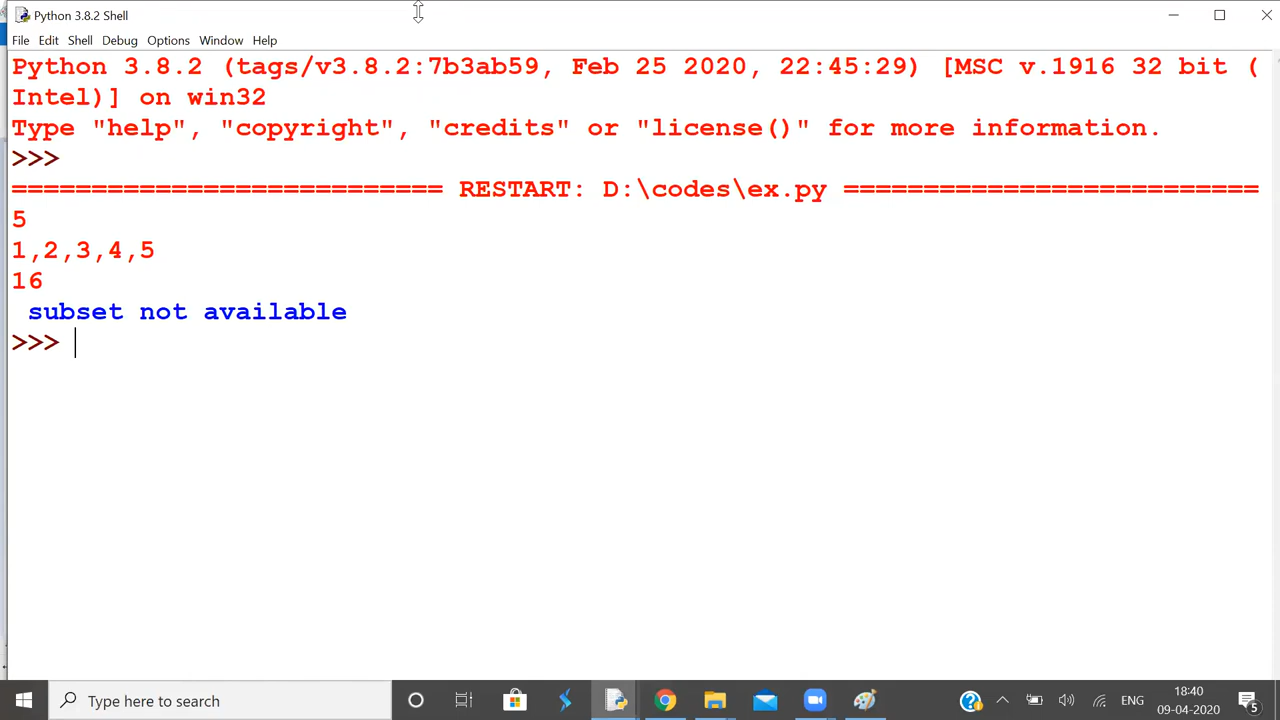 Python 3.8.2 Shell
File Edit Shell Debug Options Window Help
Python 3.8.2 (tags/v3.8.2:7b3ab59, Feb 25 2020, 22:45:29) [MSC v.1916 32 bit (
Intel)] on win32
Type "help", "copyright", "credits" or "license()" for more information.
>>>
=========================== RESTART: D:\codes\ex.py ==========================
5
1,2,3,4,5
16
subset not available
>>>
Type here to search
ENG
18:40
09-04-2020
5